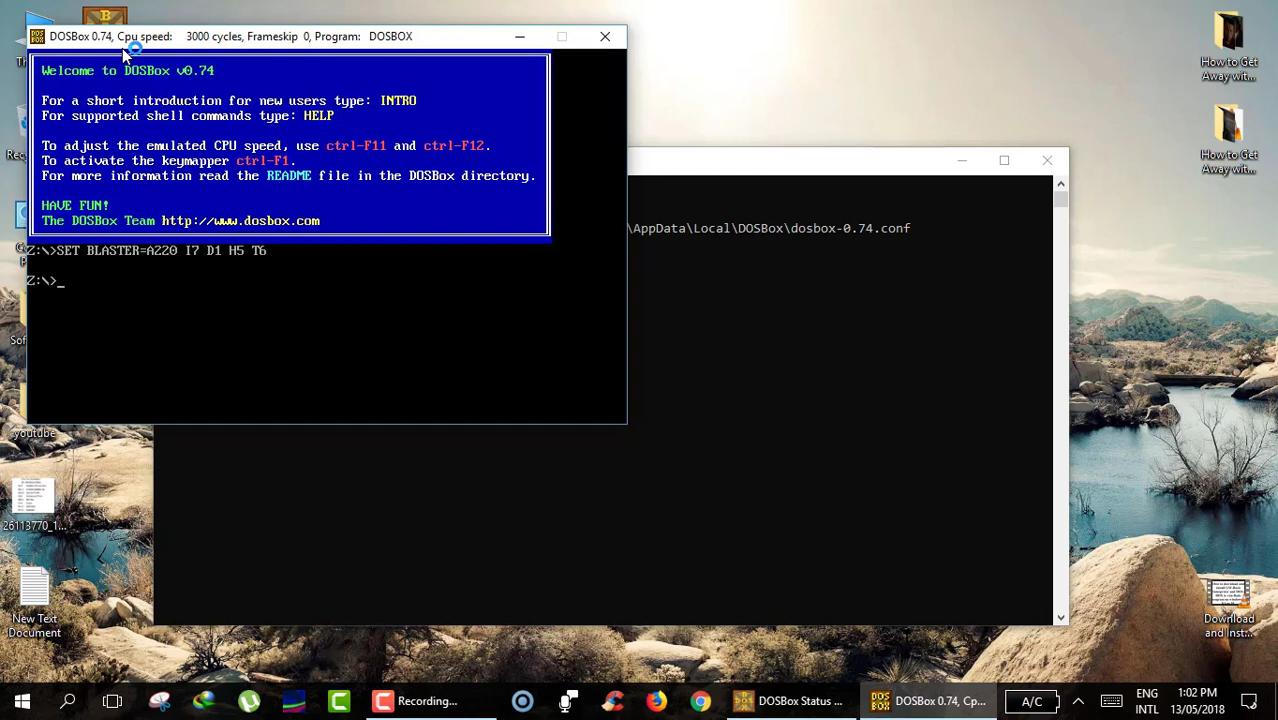 DOSBox 0.74, Cpu speed: 3000 cycles, Frameskip 0, Program: DOSBOX
Welcome to DOSBox v0.74
For a short introduction for new users type: INTRO
For supported shell commands type: HELP
To adjust the emulated CPU speed, use ctrl-F11 and ctrl-F12.
To activate the keymapper ctrl-F1.
For more information read the README file in the DOSBox directory.
HAVE FUN!
The DOSBox Team http://www.dosbox.com
Z:\>SET BLASTER=A220 I7 D1 H5 T6
Z:\>_
\AppData\Local\DOSBox\dosbox-0.74.conf
How to Get
Away wit...
How to Get
Away wit...
youtube
26113770_1...
New Text
Document
Download
and Inst...
Recording...
DOSBox Status ...
DOSBox 0.74, Cp...
A/C
ENG
INTL
1:02 PM
13/05/2018